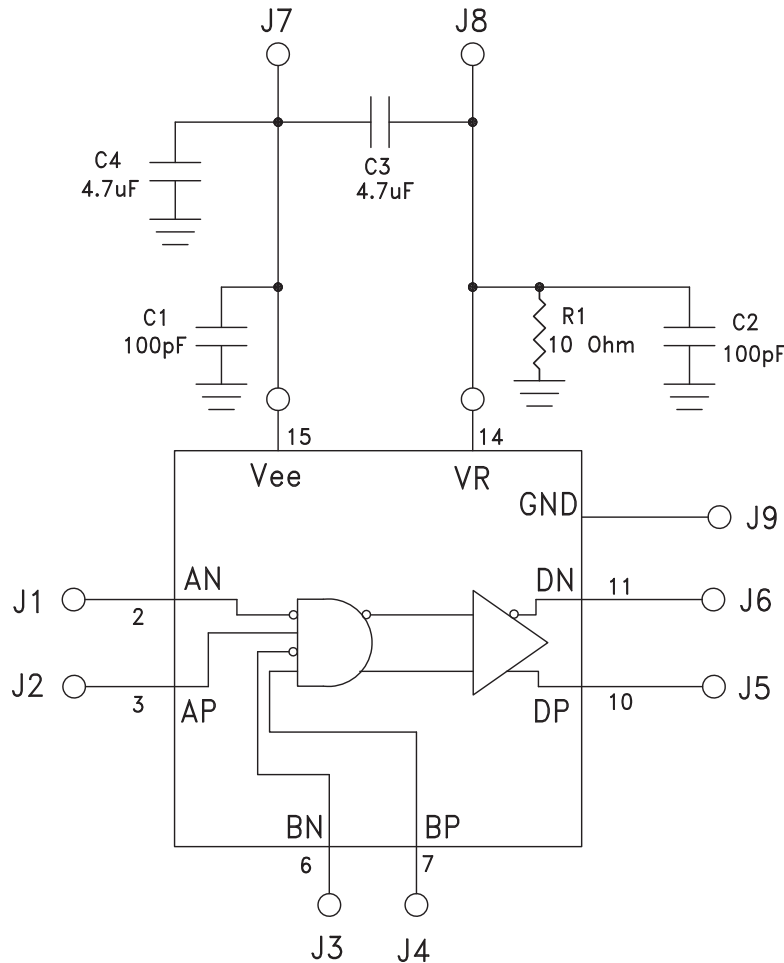 J7 J8
C4
4.7uF
C3
4.7uF
C1
100pF
R1
10 Ohm
C2
100pF
15 14
Vee VR
GND J9
J1 AN DN J6
2 11
J2 J5
3 AP DP 10
BN BP
6 7
J3 J4